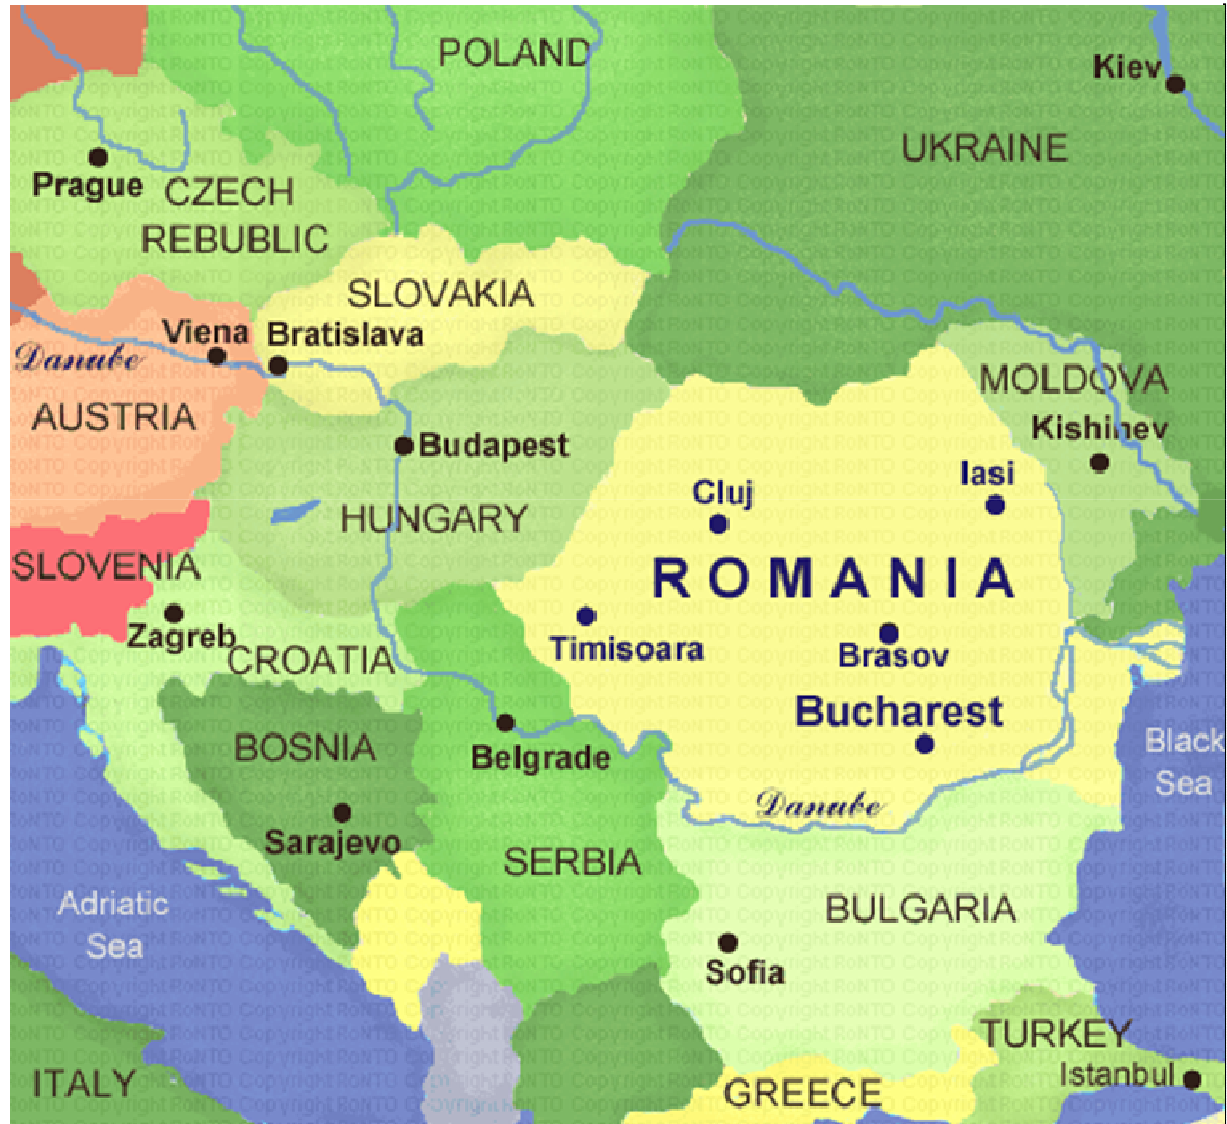 POLAND
Kiev
UKRAINE
Prague
CZECH
REBUBLIC
SLOVAKIA
Viena
Bratislava
Danube
MOLDOVA
AUSTRIA
Kishinev
Budapest
Iasi
Cluj
HUNGARY
SLOVENIA
ROMANIA
Timisoara
Zagreb
Brasov
CROATIA
Bucharest
BOSNIA
Belgrade
Black
Sea
Danube
Sarajevo
SERBIA
Adriatic
Sea
BULGARIA
Sofia
TURKEY
Istanbul
ITALY
GREECE
Copyright RoNTO